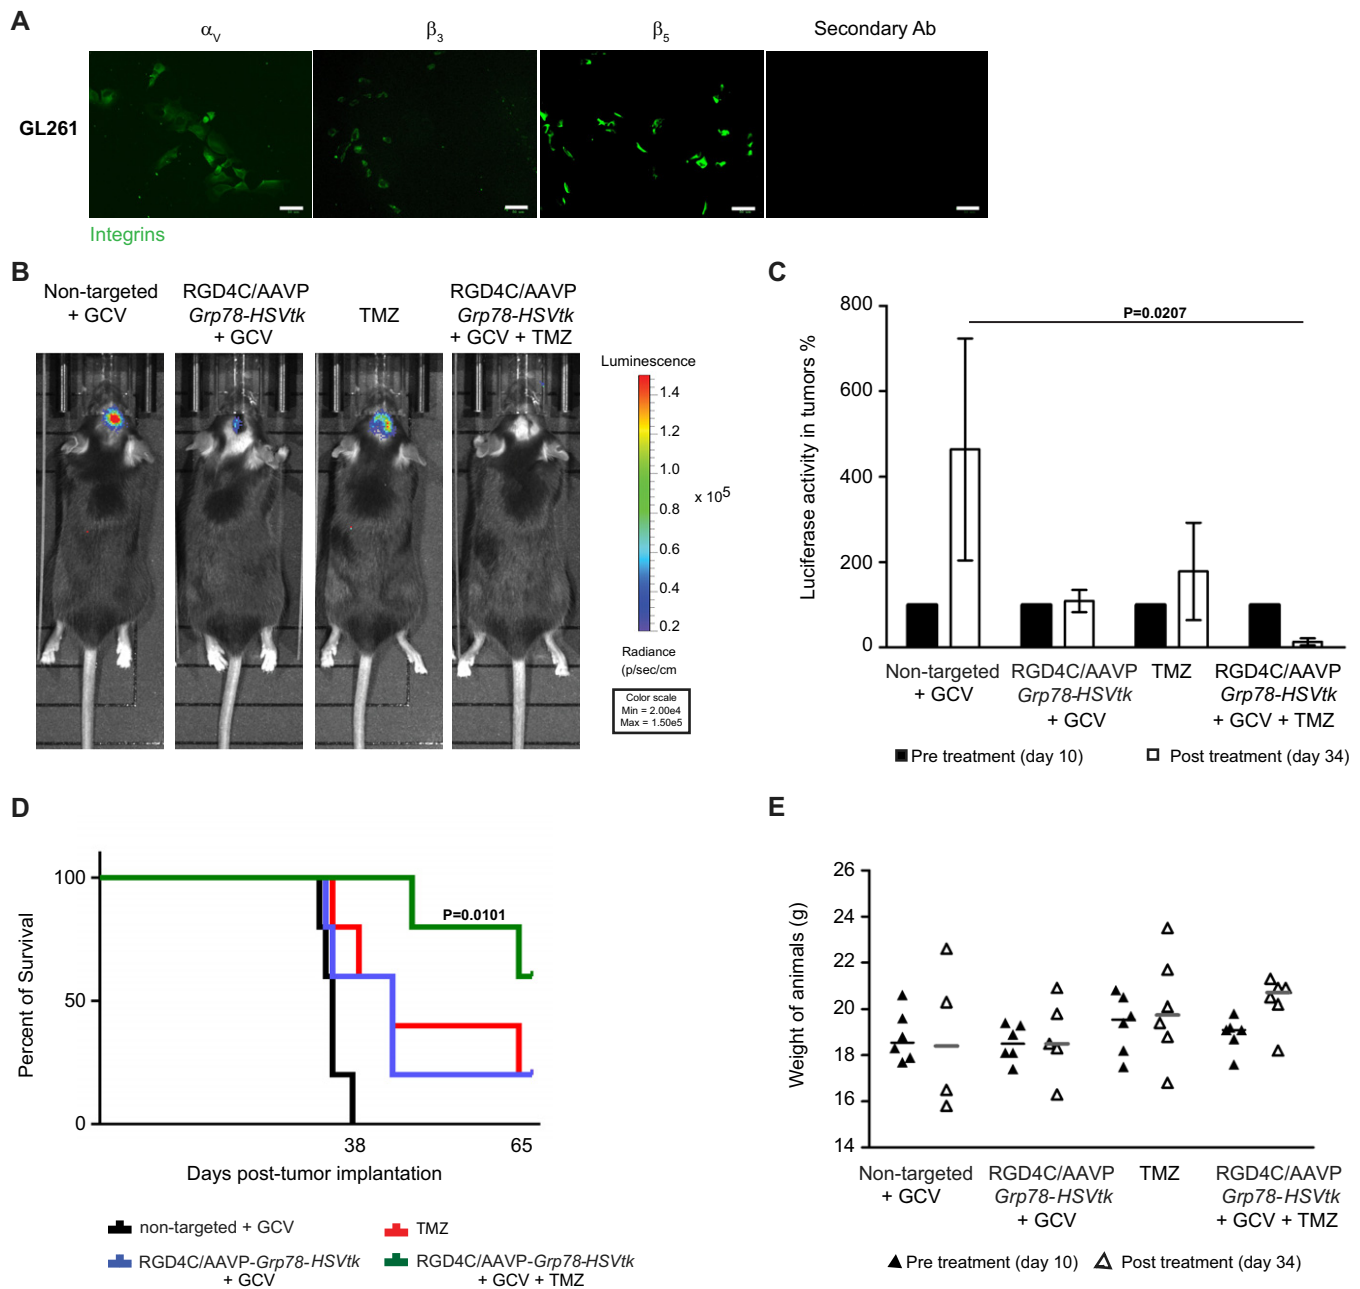 A
αV
β3
β5
Secondary Ab
GL261
Integrins
B
Non-targeted
+ GCV
RGD4C/AAVP
Grp78-HSVtk
+ GCV
TMZ
RGD4C/AAVP
Grp78-HSVtk
+ GCV + TMZ
Luminescence
1.4
1.2
1.0
0.8
0.6
0.4
0.2
x 10⁵
Radiance
(p/sec/cm
Color scale
Min = 2.00e4
Max = 1.50e5
C
Luciferase activity in tumors %
800
600
400
200
0
P=0.0207
Non-targeted
+ GCV
RGD4C/AAVP
Grp78-HSVtk
+ GCV
TMZ
RGD4C/AAVP
Grp78-HSVtk
+ GCV + TMZ
Pre treatment (day 10)
Post treatment (day 34)
D
Percent of Survival
100
50
0
P=0.0101
38
65
Days post-tumor implantation
non-targeted + GCV
TMZ
RGD4C/AAVP-Grp78-HSVtk
+ GCV
RGD4C/AAVP-Grp78-HSVtk
+ GCV + TMZ
E
Weight of animals (g)
26
24
22
20
18
16
14
Non-targeted
+ GCV
RGD4C/AAVP
Grp78-HSVtk
+ GCV
TMZ
RGD4C/AAVP
Grp78-HSVtk
+ GCV + TMZ
Pre treatment (day 10)
Post treatment (day 34)